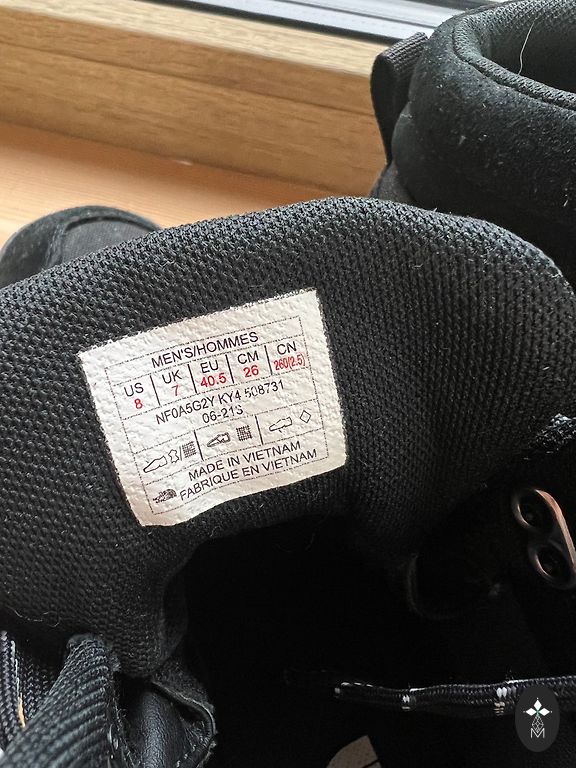 MEN'S/HOMMES
US UK EU CM CN
8 7 40.5 26 260(2.5)
NF0A5G2Y KY4 508731
06-21S
MADE IN VIETNAM
FABRIQUE EN VIETNAM
M